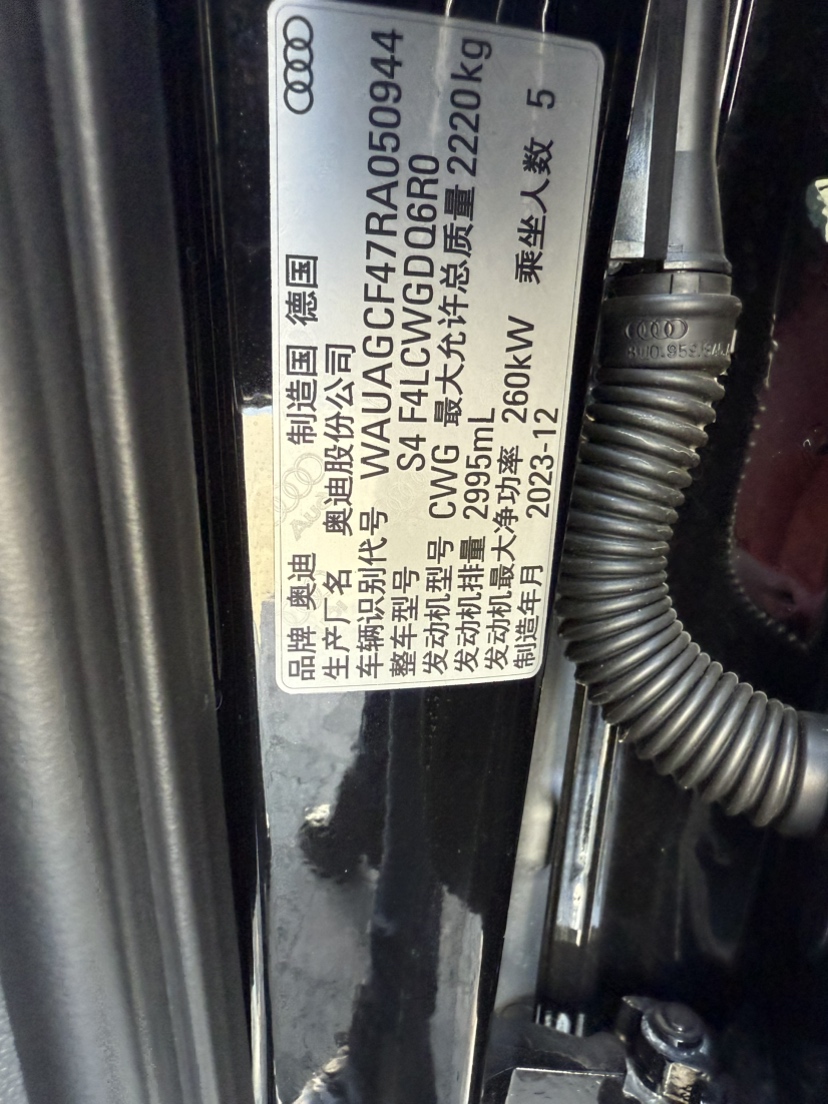 品牌 奥迪 制造国 德国
生产厂名 奥迪股份公司
车辆识别代号 WAUAGCF47RA050944
整车型号 S4 F4LCWGDQ6R0
发动机型号 CWG 最大允许总质量 2220kg
发动机排量 2995mL
发动机最大净功率 260kW 乘坐人数 5
制造年月 2023-12
Audi